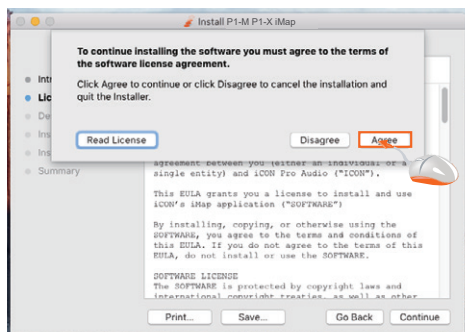 Install P1-M P1-X iMap
To continue installing the software you must agree to the terms of
the software license agreement.
Click Agree to continue or click Disagree to cancel the installation and
quit the Installer.
Read License
Disagree
Agree
Int
Lic
De
Ins
Ins
Summary
agreement between you (either an individual or a
single entity) and iCON Pro Audio ("ICON").
This EULA grants you a license to install and use
iCON's iMap application ("SOFTWARE")
By installing, copying, or otherwise using the
SOFTWARE, you agree to the terms and conditions of
this EULA. If you do not agree to the terms of this
EULA, do not install or use the SOFTWARE.
SOFTWARE LICENSE
The SOFTWARE is protected by copyright laws and
international copyright treaties, as well as other
Print...
Save...
Go Back
Continue